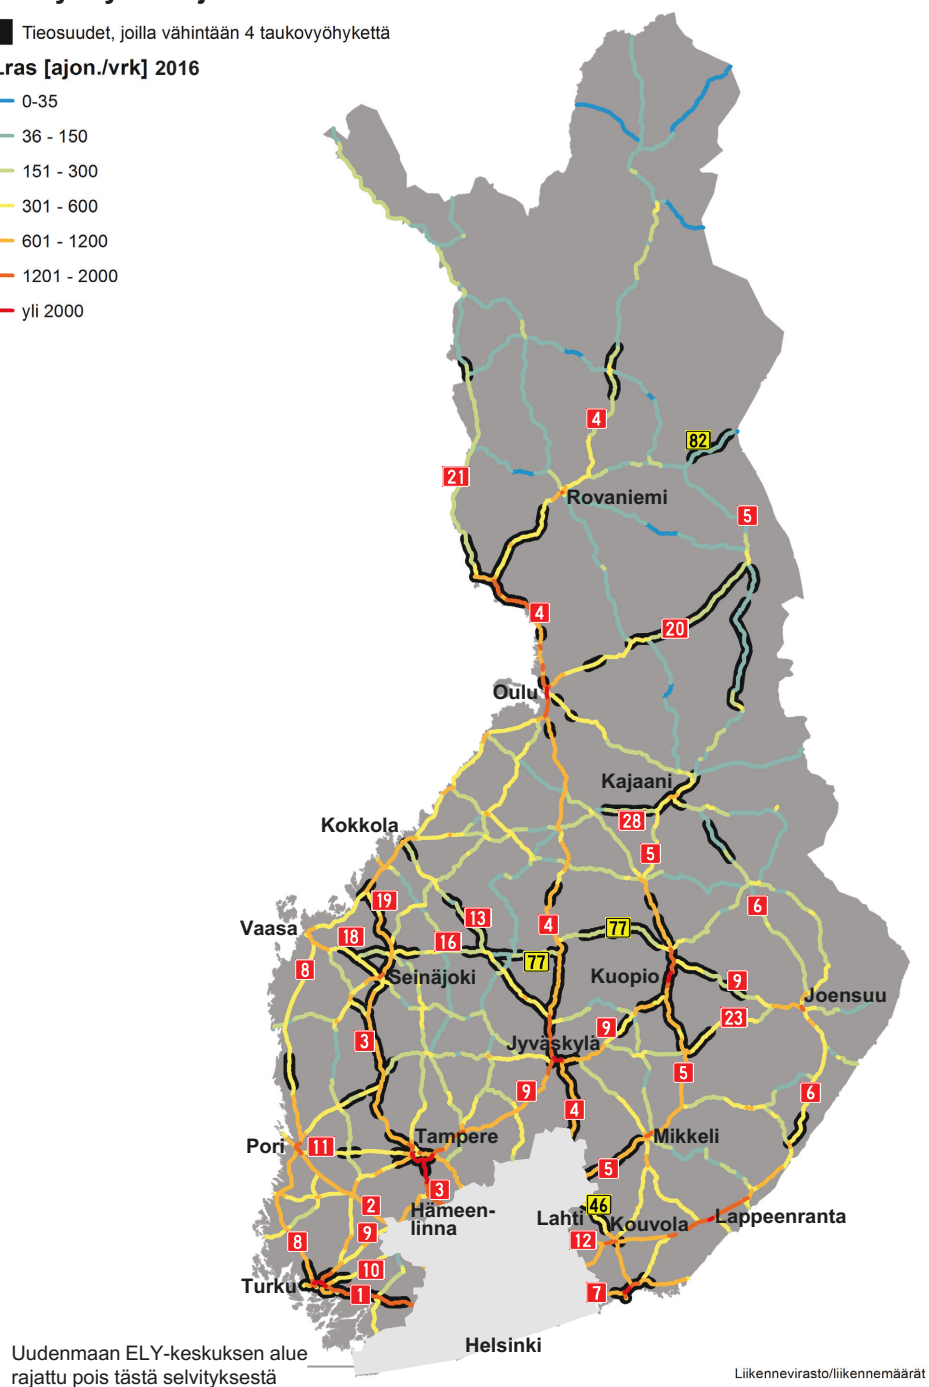 Tieosuudet, joilla vähintään 4 taukovyöhykettä
ras [ajon./vrk] 2016
0-35
36 - 150
151 - 300
301 - 600
601 - 1200
1201 - 2000
yli 2000
4
82
21
Rovaniemi
5
4
20
Oulu
Kajaani
28
Kokkola
5
19
6
13
Vaasa
18
4
77
16
77
8
Seinäjoki
Kuopio
9
Joensuu
23
9
3
Jyväskylä
5
9
6
4
Tampere
Mikkeli
Pori
11
5
3
2
46
Hämeen-
linna
Lahti
Kouvola
Lappeenranta
9
8
12
10
Turku
1
7
Helsinki
Uudenmaan ELY-keskuksen alue
rajattu pois tästä selvityksestä
Liikennevirasto/liikennemäärät